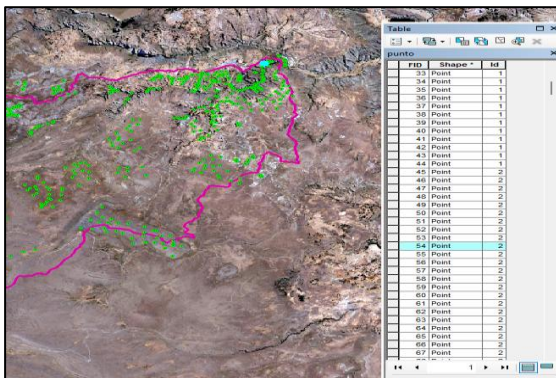 Table
punto
FID Shape * Id
33 Point 1
34 Point 1
35 Point 1
36 Point 1
37 Point 1
38 Point 1
39 Point 1
40 Point 1
41 Point 1
42 Point 1
43 Point 1
44 Point 1
45 Point 2
46 Point 2
47 Point 2
48 Point 2
49 Point 2
50 Point 2
51 Point 2
52 Point 2
53 Point 2
54 Point 2
55 Point 2
56 Point 2
57 Point 2
58 Point 2
59 Point 2
60 Point 2
61 Point 2
62 Point 2
63 Point 2
64 Point 2
65 Point 2
66 Point 2
67 Point 2
1